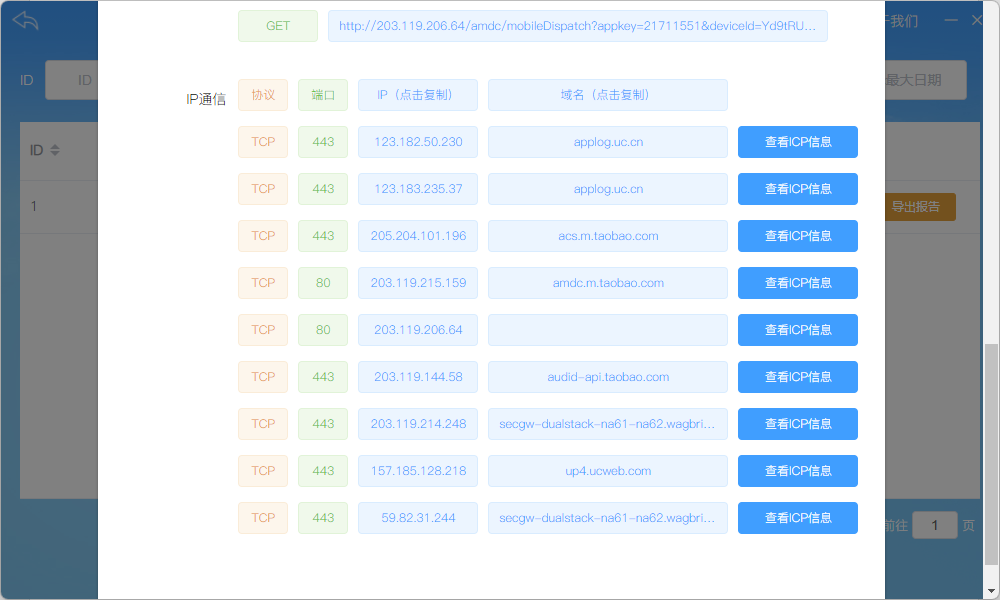 GET http://203.119.206.64/amdc/mobileDispatch?appkey=21711551&deviceId=Yd9tRU...
于我们
ID ID 最大日期
IP通信 协议 端口 IP（点击复制） 域名（点击复制）
TCP 443 123.182.50.230 applog.uc.cn 查看ICP信息
ID
TCP 443 123.183.235.37 applog.uc.cn 查看ICP信息
1 导出报告
TCP 443 205.204.101.196 acs.m.taobao.com 查看ICP信息
TCP 80 203.119.215.159 amdc.m.taobao.com 查看ICP信息
TCP 80 203.119.206.64 查看ICP信息
TCP 443 203.119.144.58 audid-api.taobao.com 查看ICP信息
TCP 443 203.119.214.248 secgw-dualstack-na61-na62.wagbri... 查看ICP信息
TCP 443 157.185.128.218 up4.ucweb.com 查看ICP信息
TCP 443 59.82.31.244 secgw-dualstack-na61-na62.wagbri... 查看ICP信息
前往 1 页